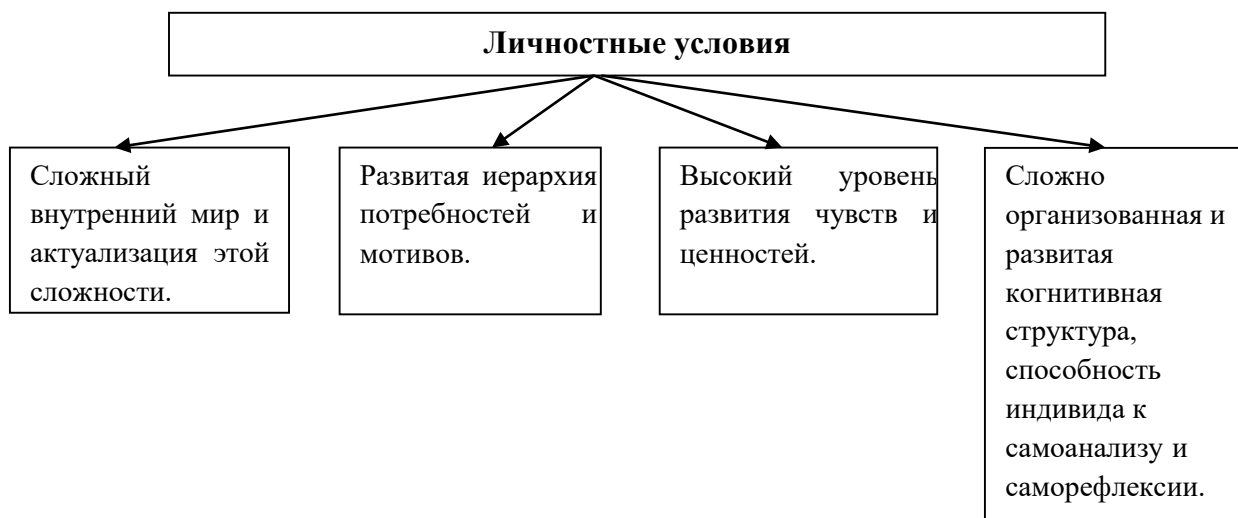 Личностные условия
Сложный
внутренний мир и
актуализация этой
сложности.
Развитая иерархия
потребностей и
мотивов.
Высокий уровень
развития чувств и
ценностей.
Сложно
организованная и
развитая
когнитивная
структура,
способность
индивида к
самоанализу и
саморефлексии.